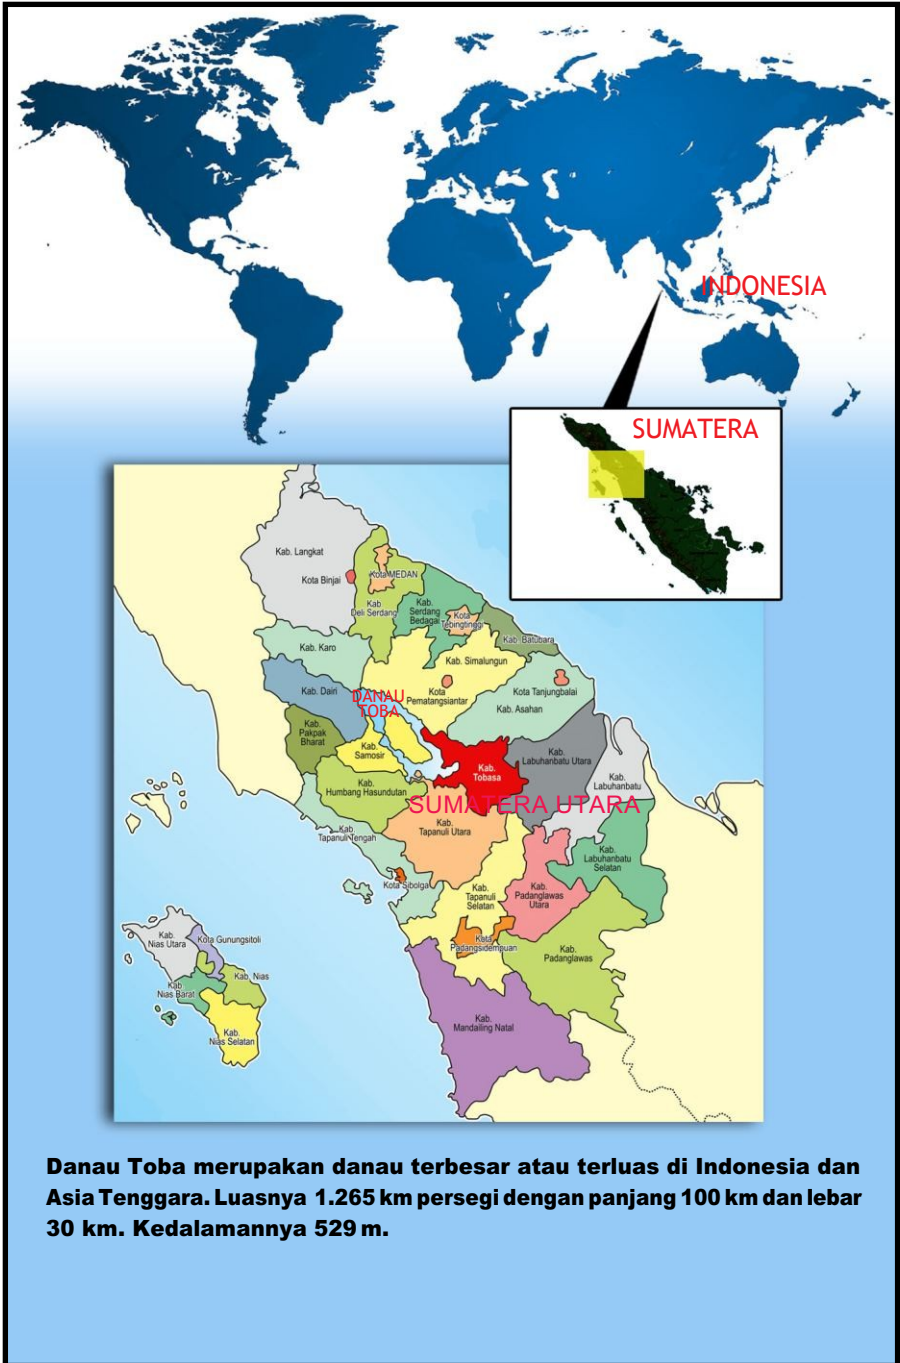 INDONESIA
SUMATERA
Kab. Langkat
Kota Binjai
Kota MEDAN
Kab
Deli Serdang
Kab.
Serdang
Bedagai
Kota
Tebingtinggi
Kab. Batubara
Kab. Karo
Kab. Simalungun
Kab. Dairi
DANAU
TOBA
Kota
Pematangsiantar
Kota Tanjungbalai
Kab. Asahan
Kab.
Pakpak
Bharat
Kab.
Samosir
Kab.
Tobasa
Kab.
Labuhanbatu Utara
Kab.
Labuhanbatu
Kab.
Humbang Hasundutan
SUMATERA UTARA
Kab.
Tapanuli Utara
Kab
Tapanuli Tengah
Kab.
Labuhanbatu
Selatan
Kota Sibolga
Kab.
Tapanuli
Selatan
Kab.
Padanglawas
Utara
Kab.
Nias Utara
Kota Gunungsitoli
Kota
Padangsidempuan
Kab.
Padanglawas
Kab. Nias
Kab.
Nias Barat
Kab.
Nias Selatan
Kab.
Mandailing Natal
Danau Toba merupakan danau terbesar atau terluas di Indonesia dan
Asia Tenggara. Luasnya 1.265 km persegi dengan panjang 100 km dan lebar
30 km. Kedalamannya 529 m.